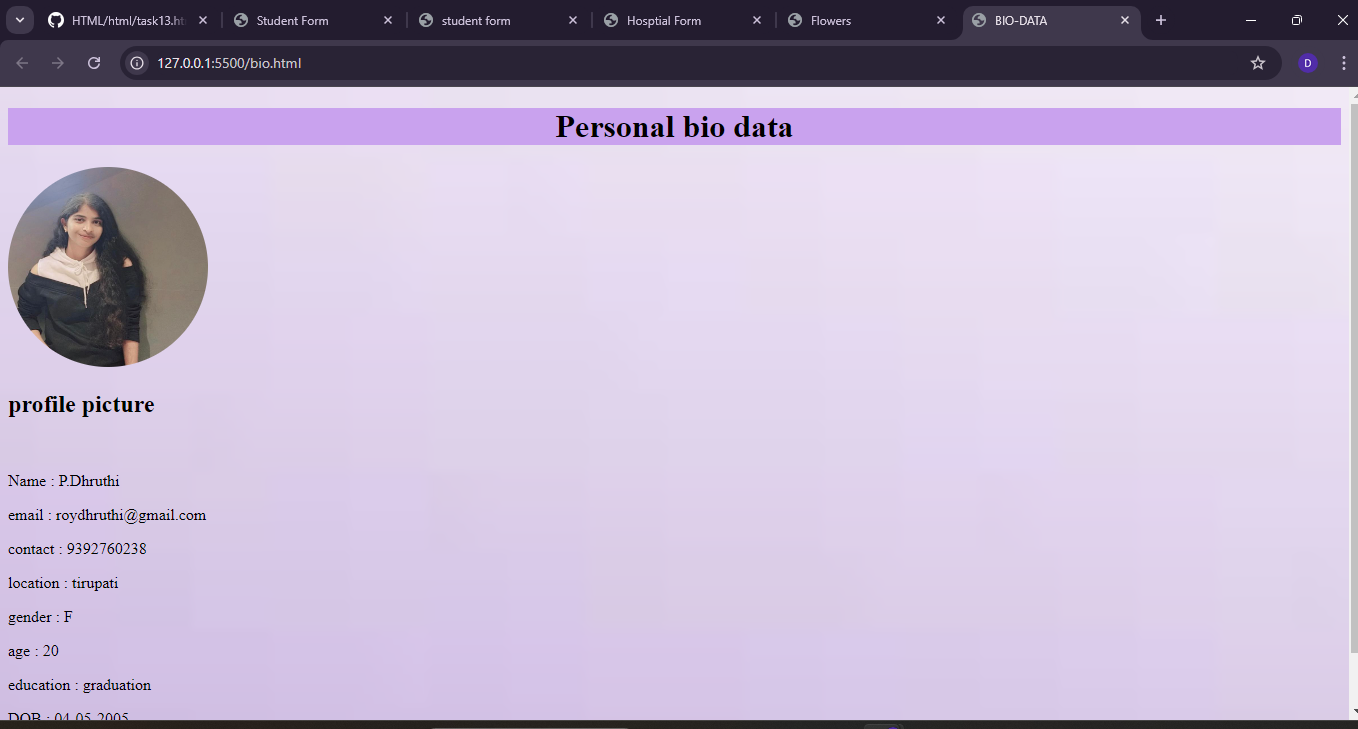 HTML/html/task13.ht
Student Form
student form
Hosptial Form
Flowers
BIO-DATA
127.0.0.1:5500/bio.html
D
Personal bio data
profile picture
Name : P.Dhruthi
email : roydhruthi@gmail.com
contact : 9392760238
location : tirupati
gender : F
age : 20
education : graduation
DOB : 04-05-2005